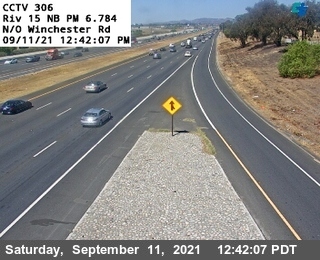 CCTV 306
Riv 15 NB PM 6.784
N/O Winchester Rd
09/11/21 12:42:07 PM
Saturday, September 11, 2021 12:42:07 PDT